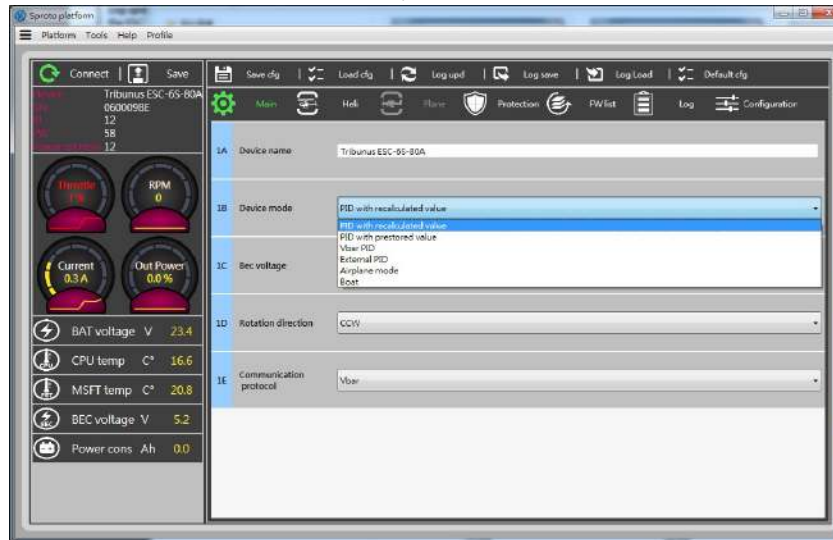 Sproto platform
Platform Tools Help Profile
Connect Save
Save cfg Load cfg Log upd Log save Log Load Default cfg
Tribunus ESC-6S-80A
060009BE
12
58
12
Main Heli Plane Protection FW list Log Configuration
1A Device name Tribunus ESC-6S-80A
Throttle
1 %
RPM
0
1B Device mode PID with recalculated value
PID with recalculated value
PID with prestored value
Vbar PID
External PID
Airplane mode
Boat
Current
0.3 A
Out Power
0.0 %
1C Bec voltage
1D Rotation direction CCW
1E Communication protocol Vbar
BAT voltage V 23.4
CPU temp C° 16.6
MSFT temp C° 20.8
BEC voltage V 5.2
Power cons Ah 0.0